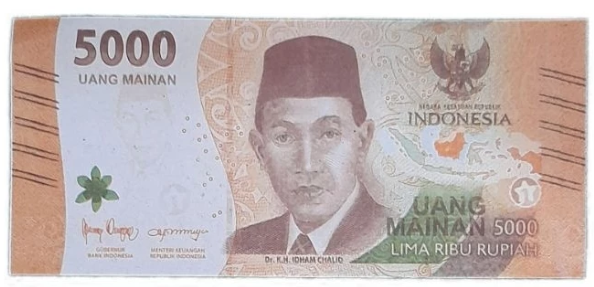 5000
UANG MAINAN
NEGARA KESATUAN REPUBLIK
INDONESIA
UANG
MAINAN 5000
LIMA RIBU RUPIAH
GUBERNUR
BANK INDONESIA
MENTERI KEUANGAN
REPUBLIK INDONESIA
Dr. K.H. IDHAM CHALID